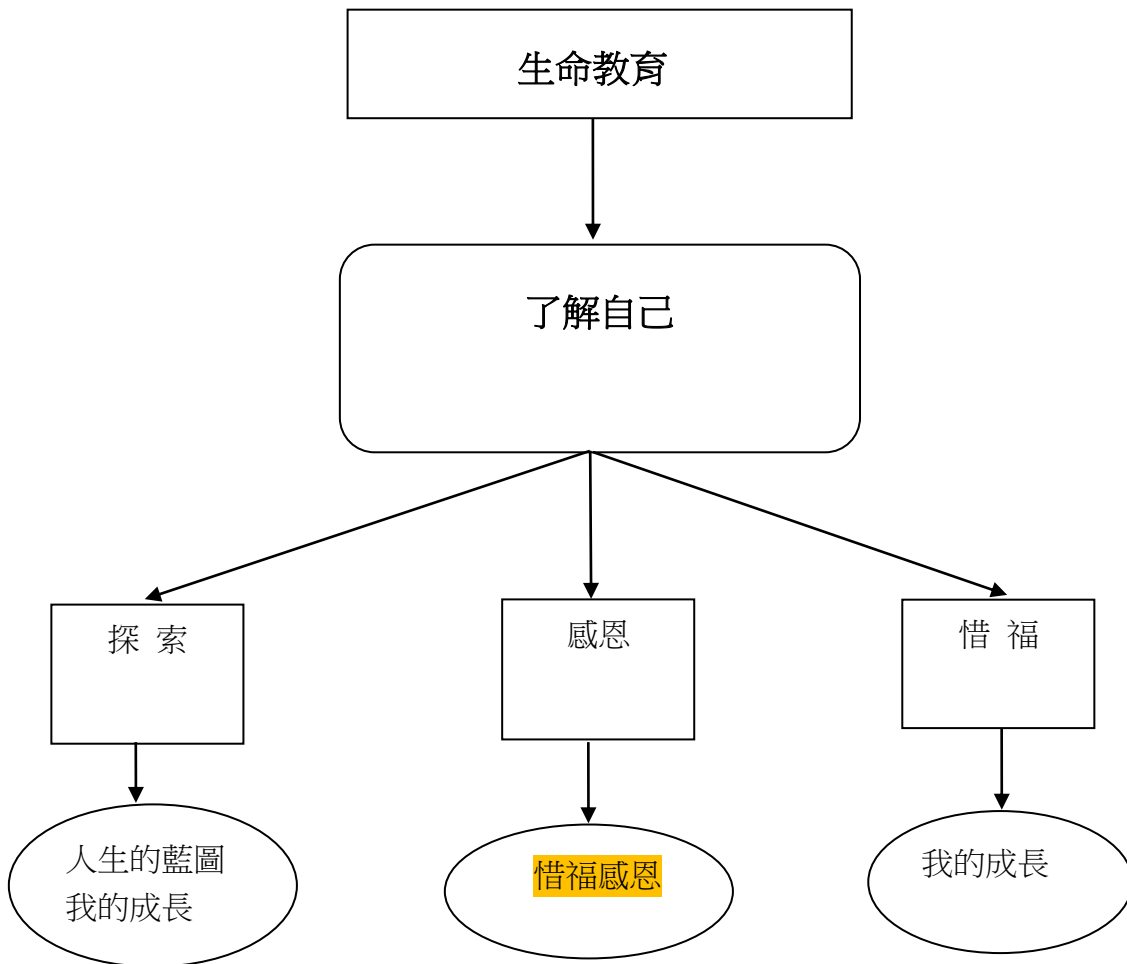 生命教育
了解自己
探 索
感恩
惜 福
人生的藍圖
我的成長
惜福感恩
我的成長